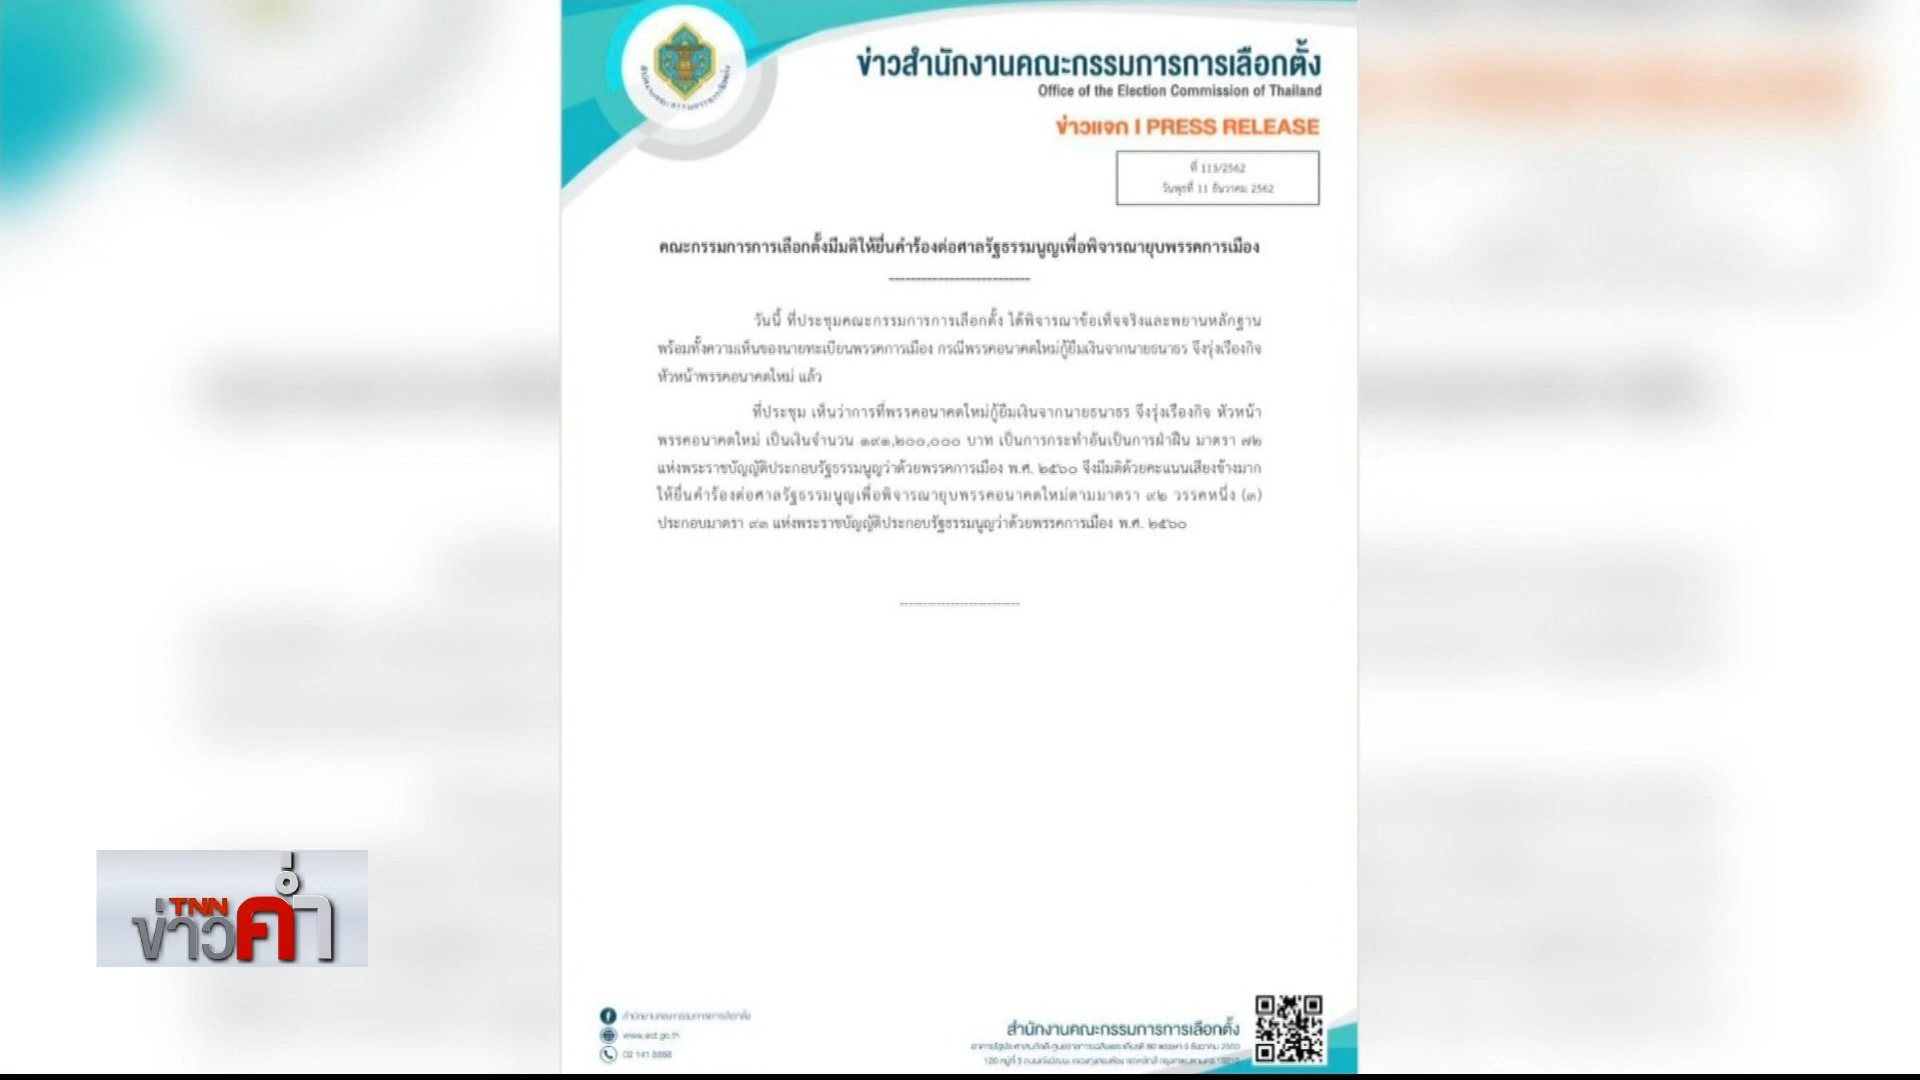 ข่าวสำนักงานคณะกรรมการการเลือกตั้ง
Office of the Election Commission of Thailand
ข่าวแจก I PRESS RELEASE
ที่ 113/2562
วันพุธที่ 11 ธันวาคม 2562
คณะกรรมการการเลือกตั้งมีมติให้ยื่นคำร้องต่อศาลรัฐธรรมนูญเพื่อพิจารณายุบพรรคการเมือง
วันนี้ ที่ประชุมคณะกรรมการการเลือกตั้ง ได้พิจารณาข้อเท็จจริงและพยานหลักฐาน
พร้อมทั้งความเห็นของนายทะเบียนพรรคการเมือง กรณีพรรคอนาคตใหม่กู้ยืมเงินจากนายธนาธร จึงรุ่งเรืองกิจ
หัวหน้าพรรคอนาคตใหม่ แล้ว
ที่ประชุม เห็นว่าการที่พรรคอนาคตใหม่กู้ยืมเงินจากนายธนาธร จึงรุ่งเรืองกิจ หัวหน้า
พรรคอนาคตใหม่ เป็นเงินจำนวน ๑๙๑,๒๐๐,๐๐๐ บาท เป็นการกระทำอันเป็นการฝ่าฝืน มาตรา ๗๒
แห่งพระราชบัญญัติประกอบรัฐธรรมนูญว่าด้วยพรรคการเมือง พ.ศ. ๒๕๖๐ จึงมีมติด้วยคะแนนเสียงข้างมาก
ให้ยื่นคำร้องต่อศาลรัฐธรรมนูญเพื่อพิจารณายุบพรรคอนาคตใหม่ตามมาตรา ๙๒ วรรคหนึ่ง (๓)
ประกอบมาตรา ๙๓ แห่งพระราชบัญญัติประกอบรัฐธรรมนูญว่าด้วยพรรคการเมือง พ.ศ. ๒๕๖๐
TNN
ข่าวค่ำ
สำนักงานคณะกรรมการการเลือกตั้ง
www.ect.go.th
02 141 8888
สำนักงานคณะกรรมการการเลือกตั้ง